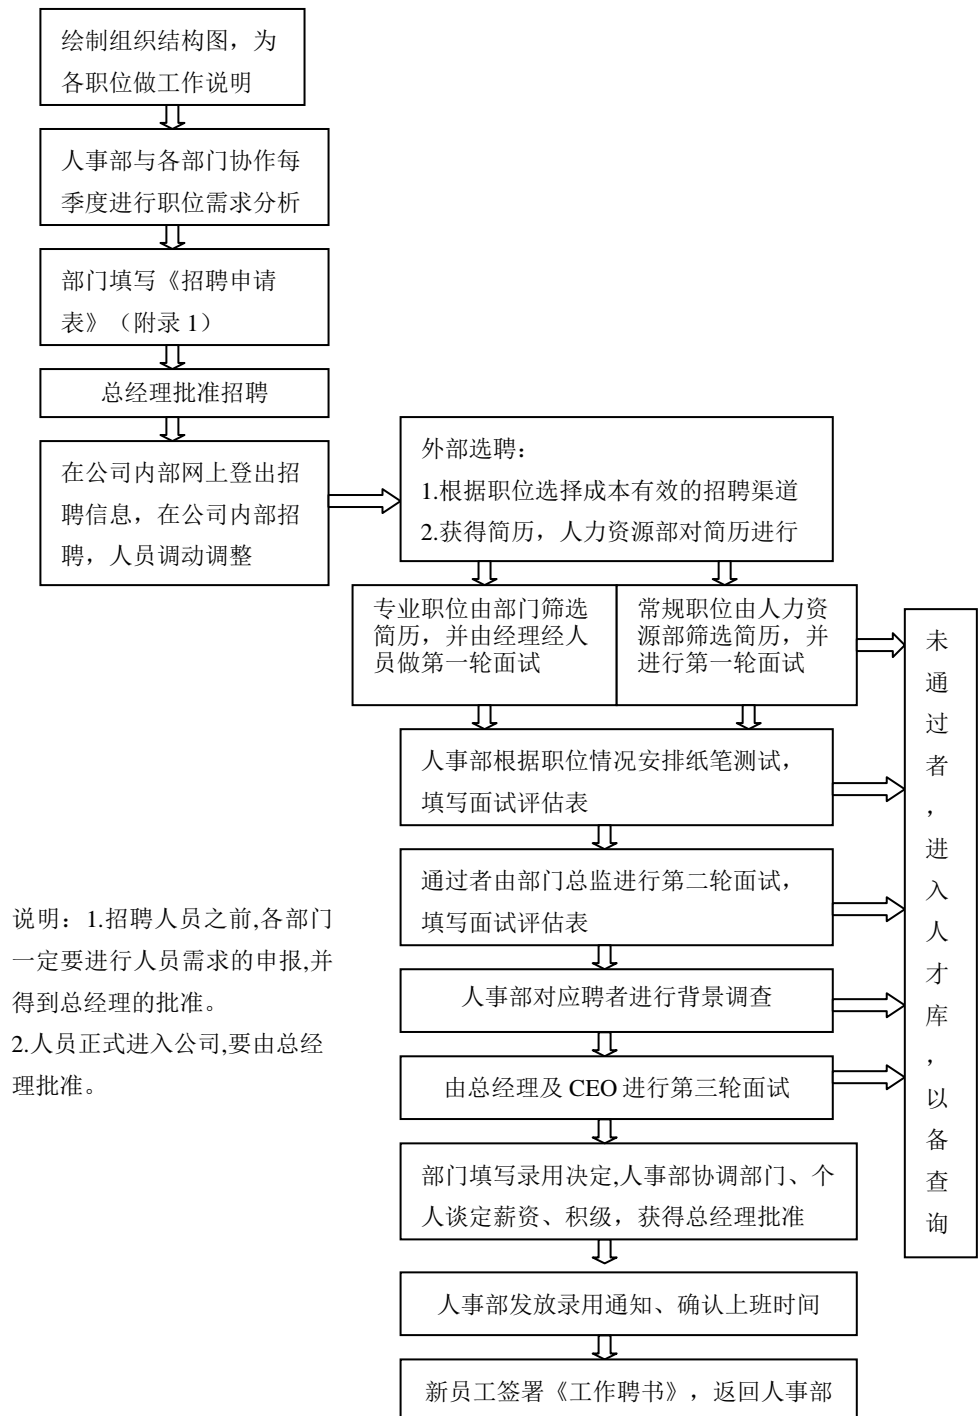 绘制组织结构图，为
各职位做工作说明
人事部与各部门协作每
季度进行职位需求分析
部门填写《招聘申请
表》（附录 1）
总经理批准招聘
在公司内部网上登出招
聘信息，在公司内部招
聘，人员调动调整
外部选聘：
1.根据职位选择成本有效的招聘渠道
2.获得简历，人力资源部对简历进行
专业职位由部门筛选
简历，并由经理经人
员做第一轮面试
常规职位由人力资
源部筛选简历，并
进行第一轮面试
人事部根据职位情况安排纸笔测试，
填写面试评估表
通过者由部门总监进行第二轮面试，
填写面试评估表
人事部对应聘者进行背景调查
由总经理及 CEO 进行第三轮面试
部门填写录用决定,人事部协调部门、个
人谈定薪资、积级，获得总经理批准
人事部发放录用通知、确认上班时间
新员工签署《工作聘书》，返回人事部
未通过者，进入人才库，以备查询
说明：1.招聘人员之前,各部门
一定要进行人员需求的申报,并
得到总经理的批准。
2.人员正式进入公司,要由总经
理批准。